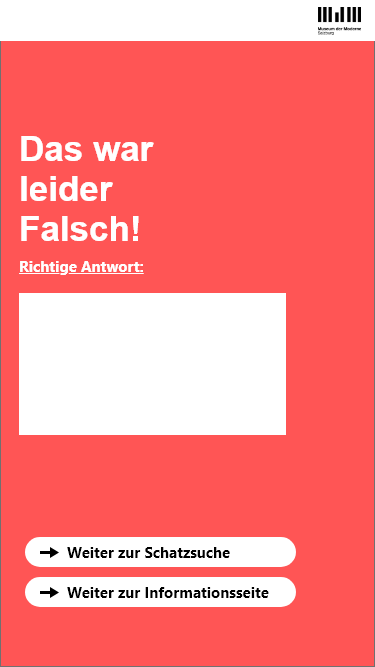 Museum der Moderne
Salzburg
Das war
leider
Falsch!
Richtige Antwort:
Weiter zur Schatzsuche
Weiter zur Informationsseite